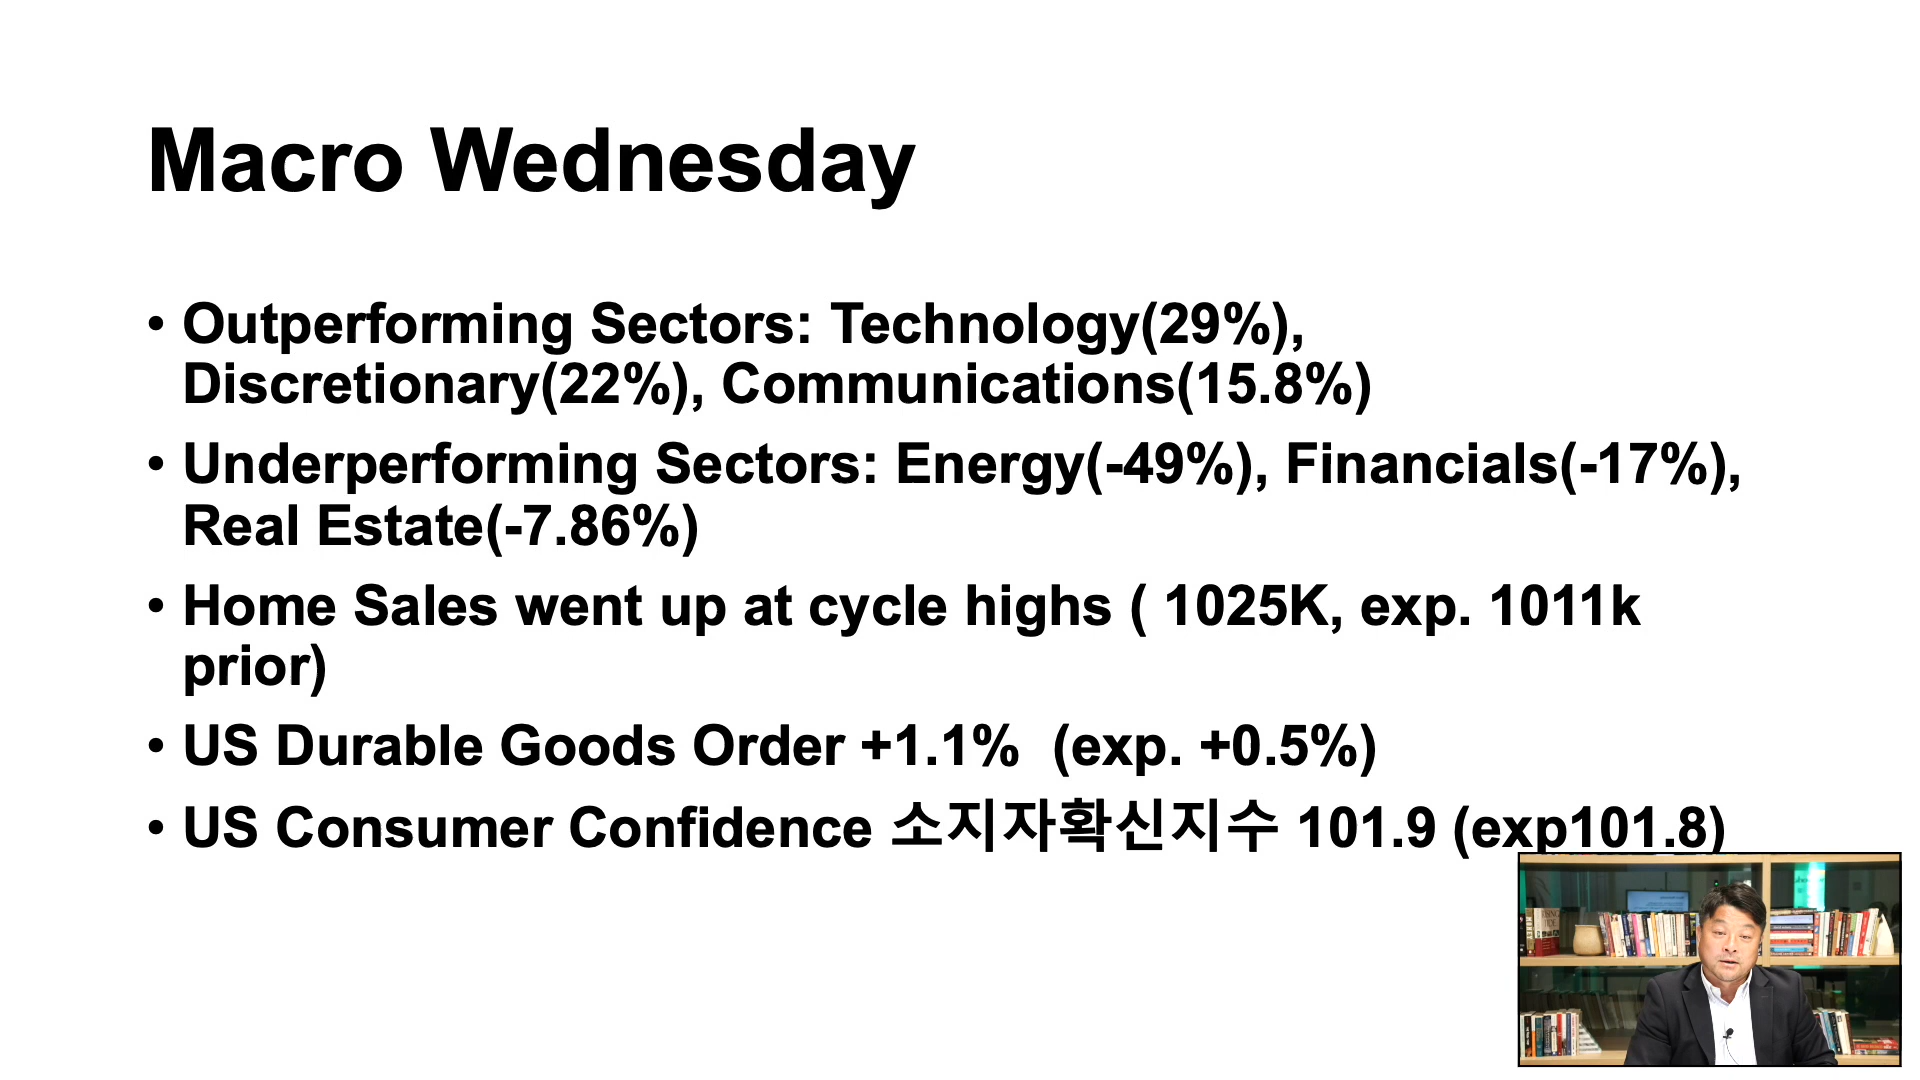 Macro Wednesday
• Outperforming Sectors: Technology(29%),
Discretionary(22%), Communications(15.8%)
• Underperforming Sectors: Energy(-49%), Financials(-17%),
Real Estate(-7.86%)
• Home Sales went up at cycle highs ( 1025K, exp. 1011k
prior)
• US Durable Goods Order +1.1%  (exp. +0.5%)
• US Consumer Confidence 소지자확신지수 101.9 (exp101.8)